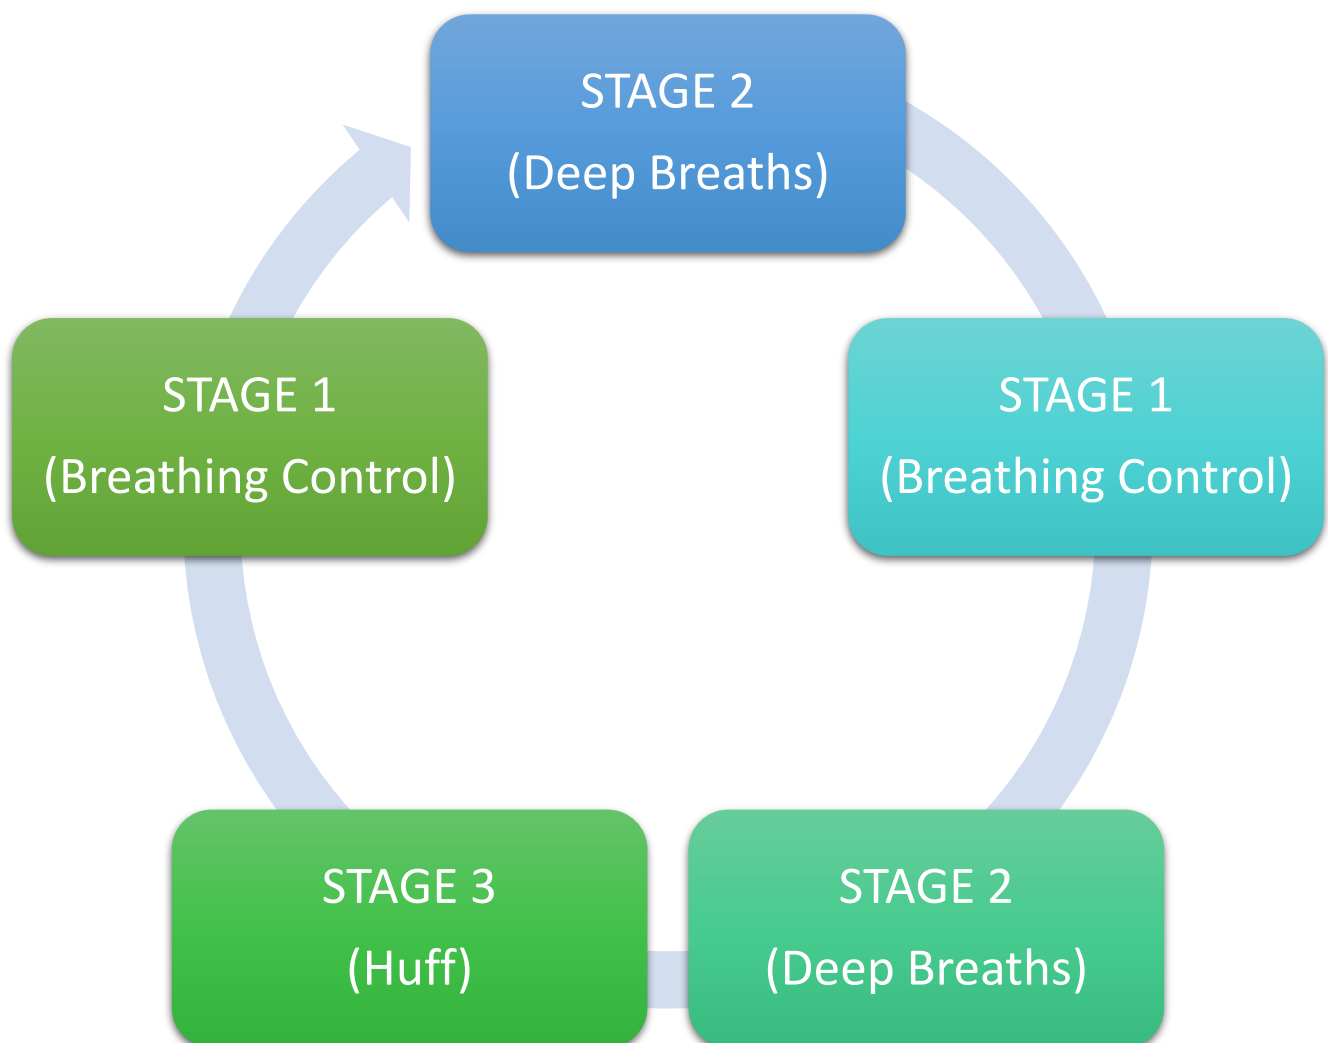 STAGE 2
(Deep Breaths)
STAGE 1
(Breathing Control)
STAGE 2
(Deep Breaths)
STAGE 3
(Huff)
STAGE 1
(Breathing Control)